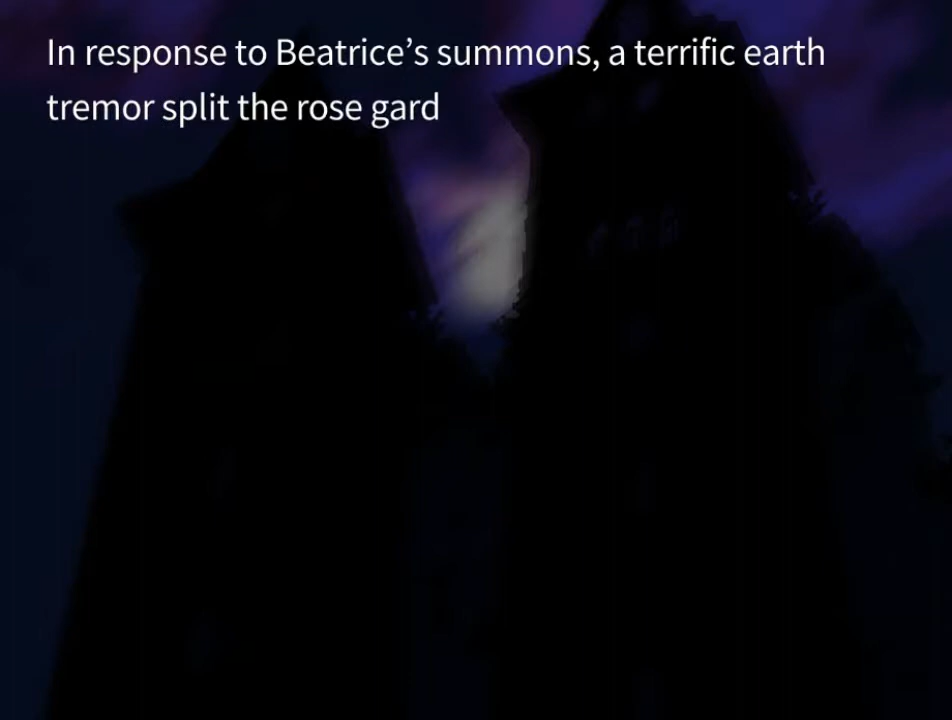 In response to Beatrice’s summons, a terrific earth
tremor split the rose gard